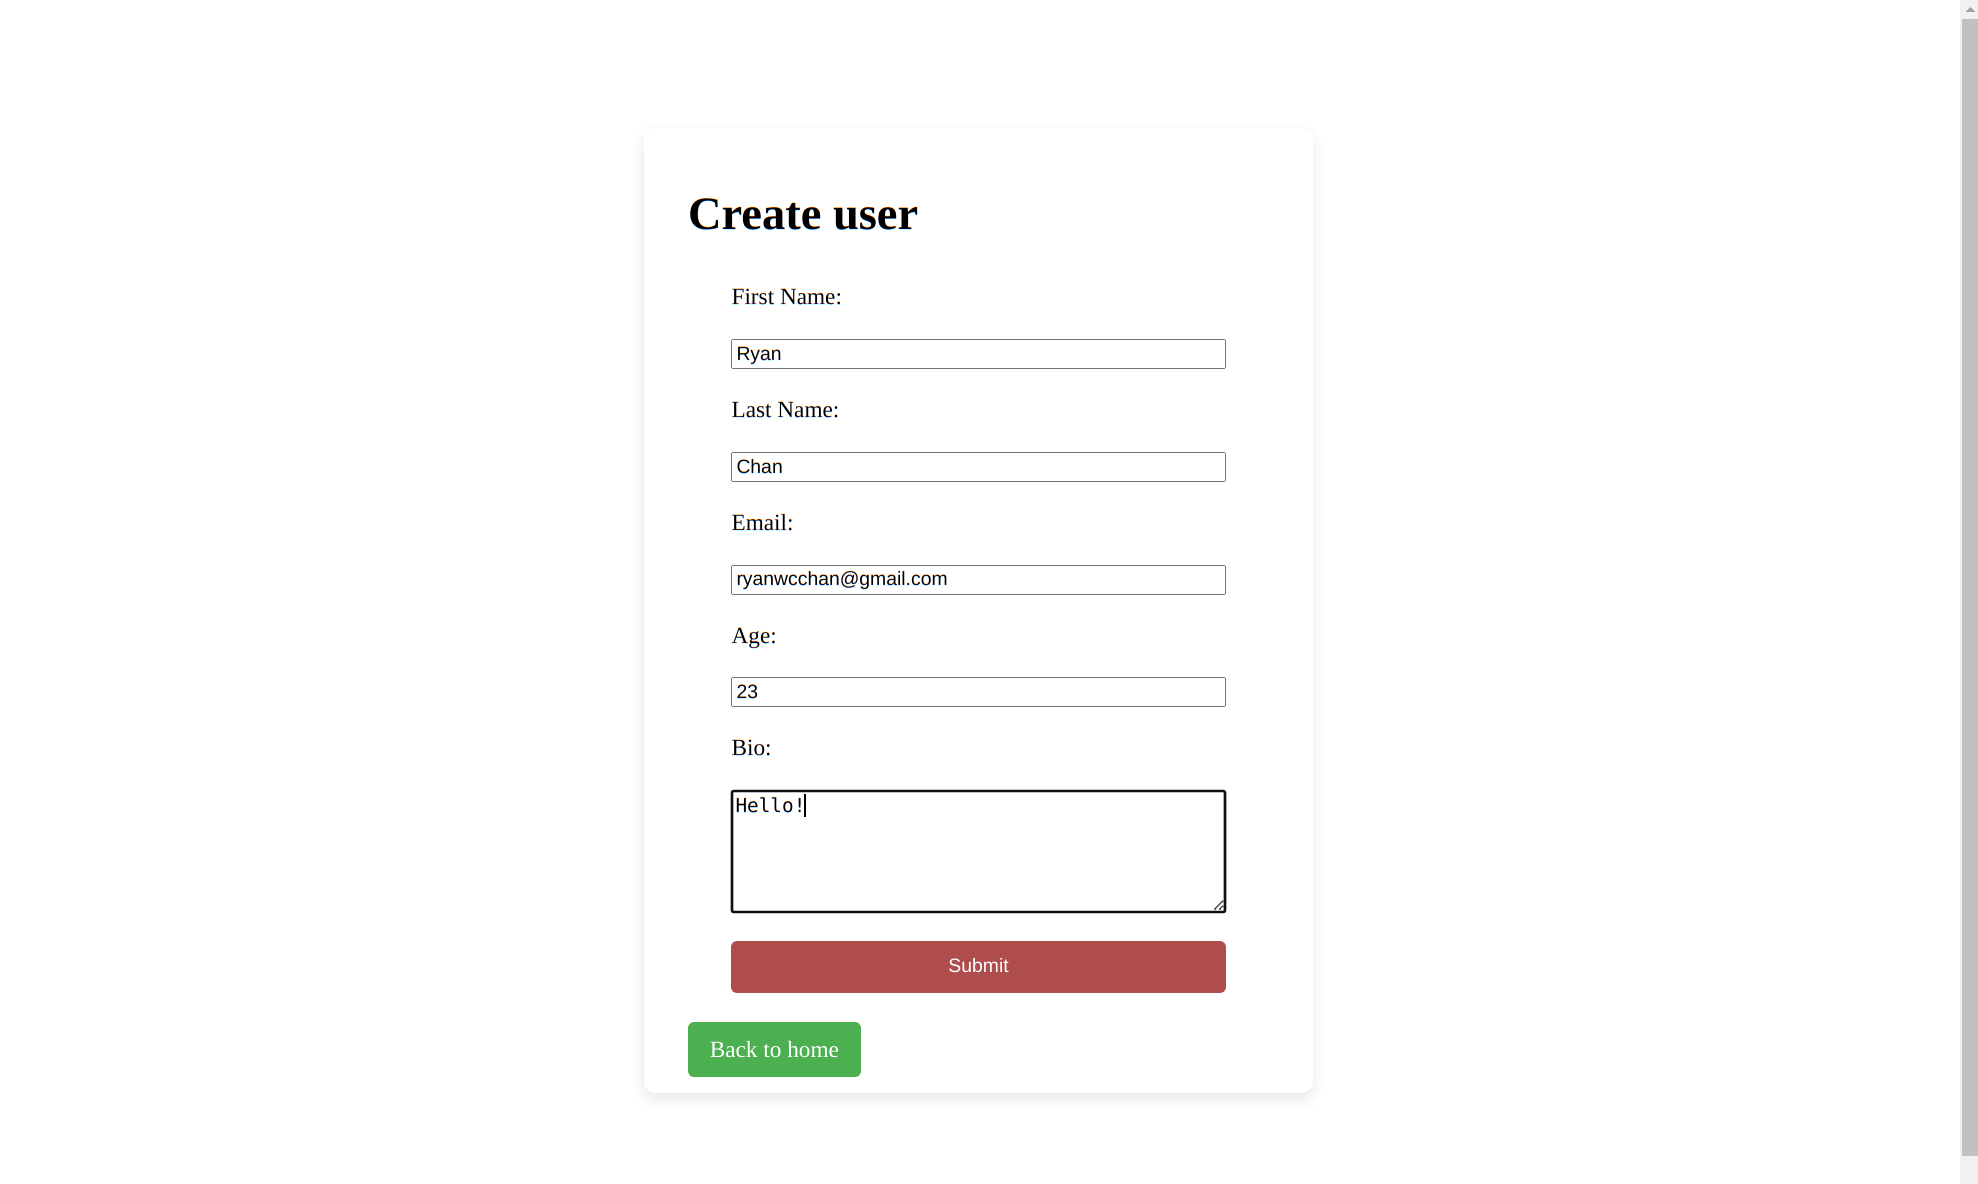 Create user
First Name:
Ryan
Last Name:
Chan
Email:
ryanwcchan@gmail.com
Age:
23
Bio:
Hello!
Submit
Back to home